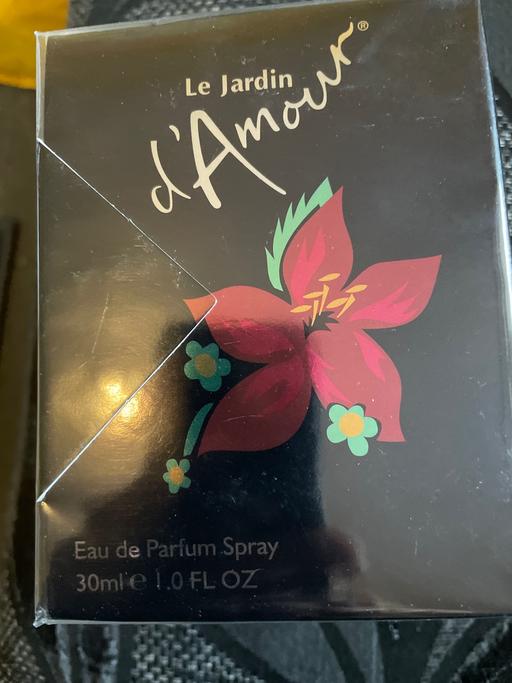 Le Jardin
d'Amour®
Eau de Parfum Spray
30ml ℮ 1.0 FL OZ